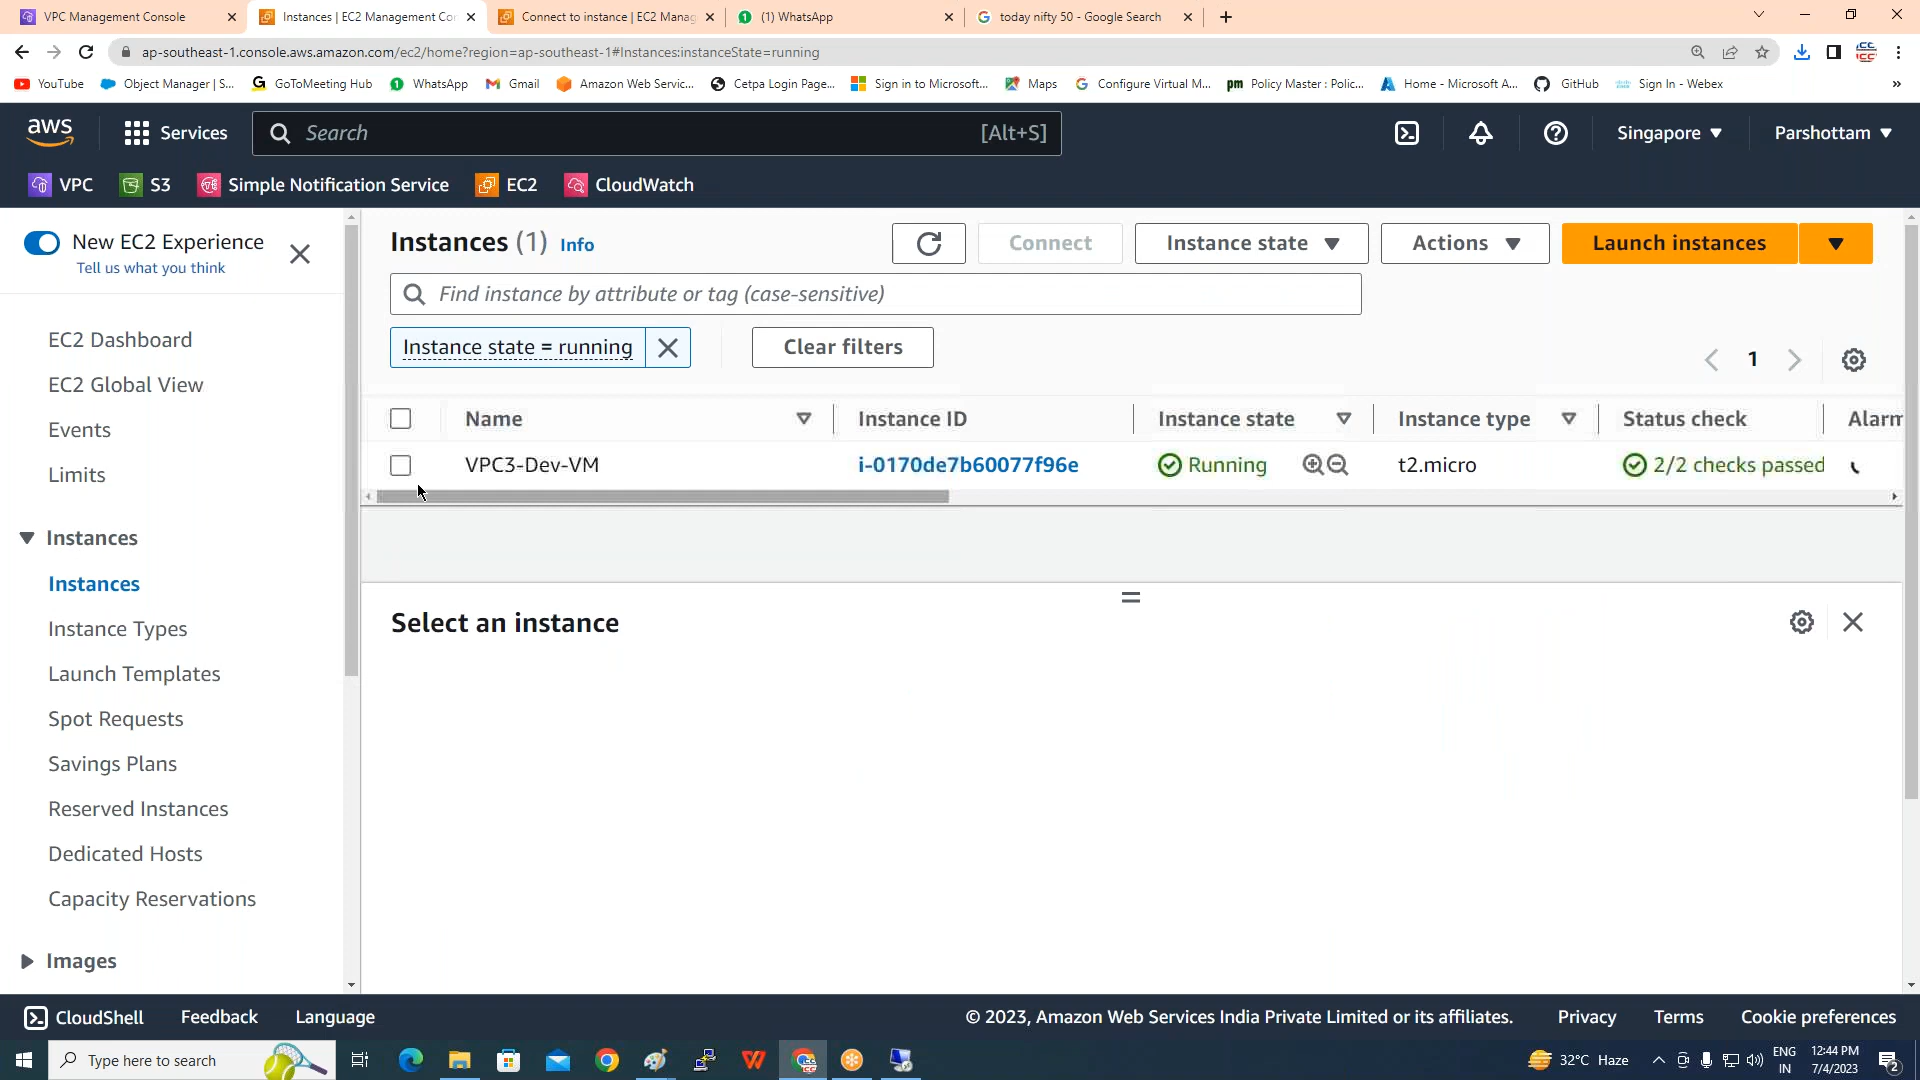 VPC Management Console
Instances | EC2 Management Con
Connect to instance | EC2 Manag
(1) WhatsApp
today nifty 50 - Google Search
ap-southeast-1.console.aws.amazon.com/ec2/home?region=ap-southeast-1#Instances:instanceState=running
YouTube
Object Manager | S...
GoToMeeting Hub
WhatsApp
Gmail
Amazon Web Servic...
Cetpa Login Page...
Sign in to Microsoft...
Maps
Configure Virtual M...
pm Policy Master : Polic...
Home - Microsoft A...
GitHub
Sign In - Webex
»
aws
Services
Search [Alt+S]
Singapore
Parshottam
VPC
S3
Simple Notification Service
EC2
CloudWatch
New EC2 Experience
Tell us what you think
EC2 Dashboard
EC2 Global View
Events
Limits
Instances
Instances
Instance Types
Launch Templates
Spot Requests
Savings Plans
Reserved Instances
Dedicated Hosts
Capacity Reservations
Images
Instances (1) Info
Connect
Instance state
Actions
Launch instances
Find instance by attribute or tag (case-sensitive)
Instance state = running
Clear filters
1
Name Instance ID Instance state Instance type Status check Alarm
VPC3-Dev-VM i-0170de7b60077f96e Running t2.micro 2/2 checks passed
Select an instance
CloudShell
Feedback
Language
© 2023, Amazon Web Services India Private Limited or its affiliates.
Privacy
Terms
Cookie preferences
Type here to search
32°C Haze
ENG
IN
12:44 PM
7/4/2023
2